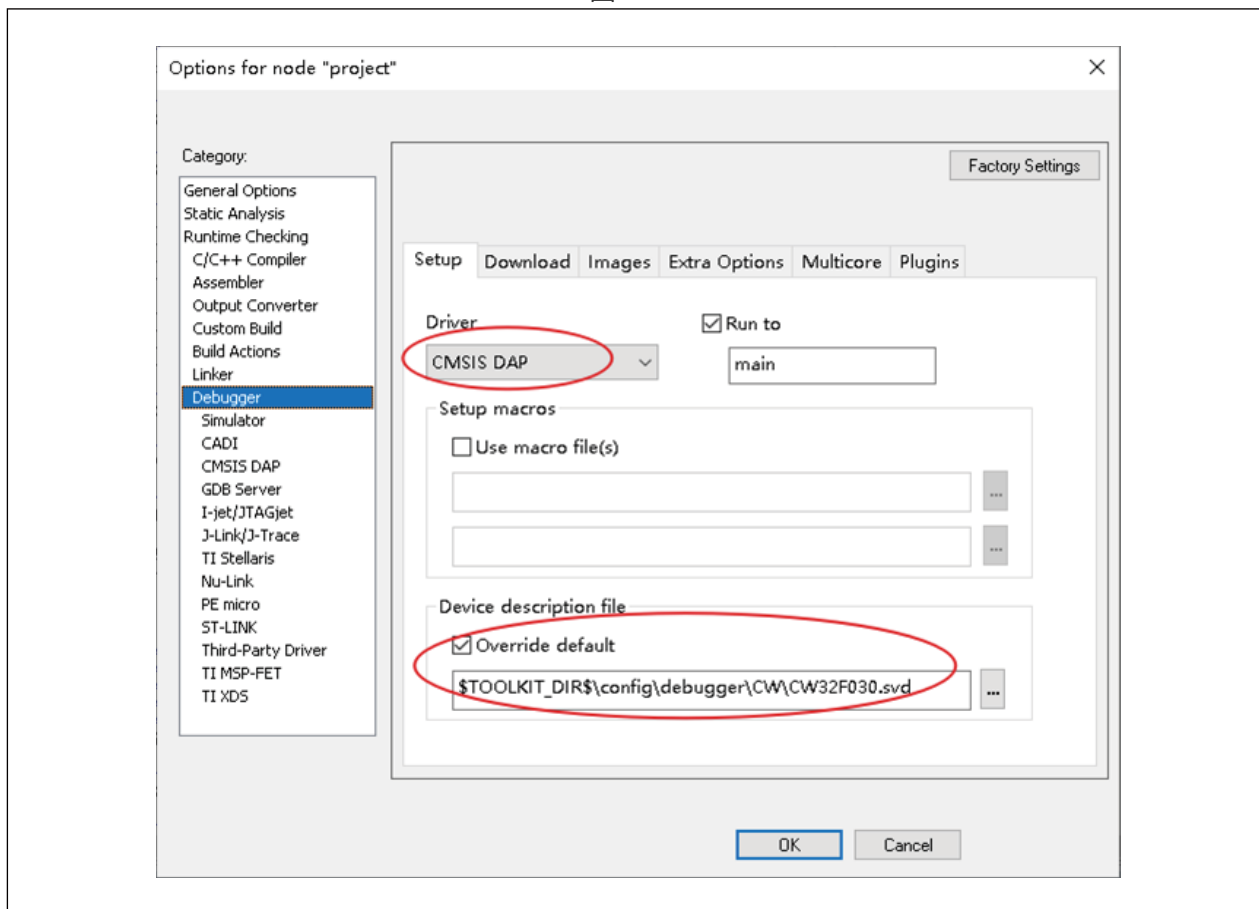 Options for node "project"
Category:
Factory Settings
General Options
Static Analysis
Runtime Checking
C/C++ Compiler
Assembler
Output Converter
Custom Build
Build Actions
Linker
Debugger
Simulator
CADI
CMSIS DAP
GDB Server
I-jet/JTAGjet
J-Link/J-Trace
TI Stellaris
Nu-Link
PE micro
ST-LINK
Third-Party Driver
TI MSP-FET
TI XDS
Setup Download Images Extra Options Multicore Plugins
Driver Run to
CMSIS DAP main
Setup macros
Use macro file(s)
...
...
Device description file
Override default
$TOOLKIT_DIR$\config\debugger\CW\CW32F030.svd ...
OK Cancel